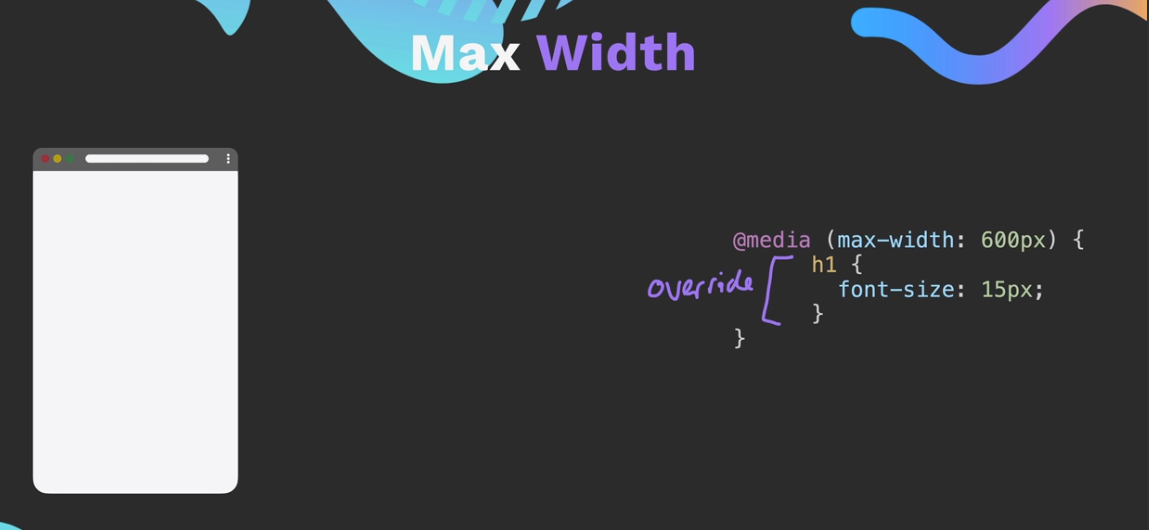 Max Width
@media (max-width: 600px) {
h1 {
override
font-size: 15px;
}
}